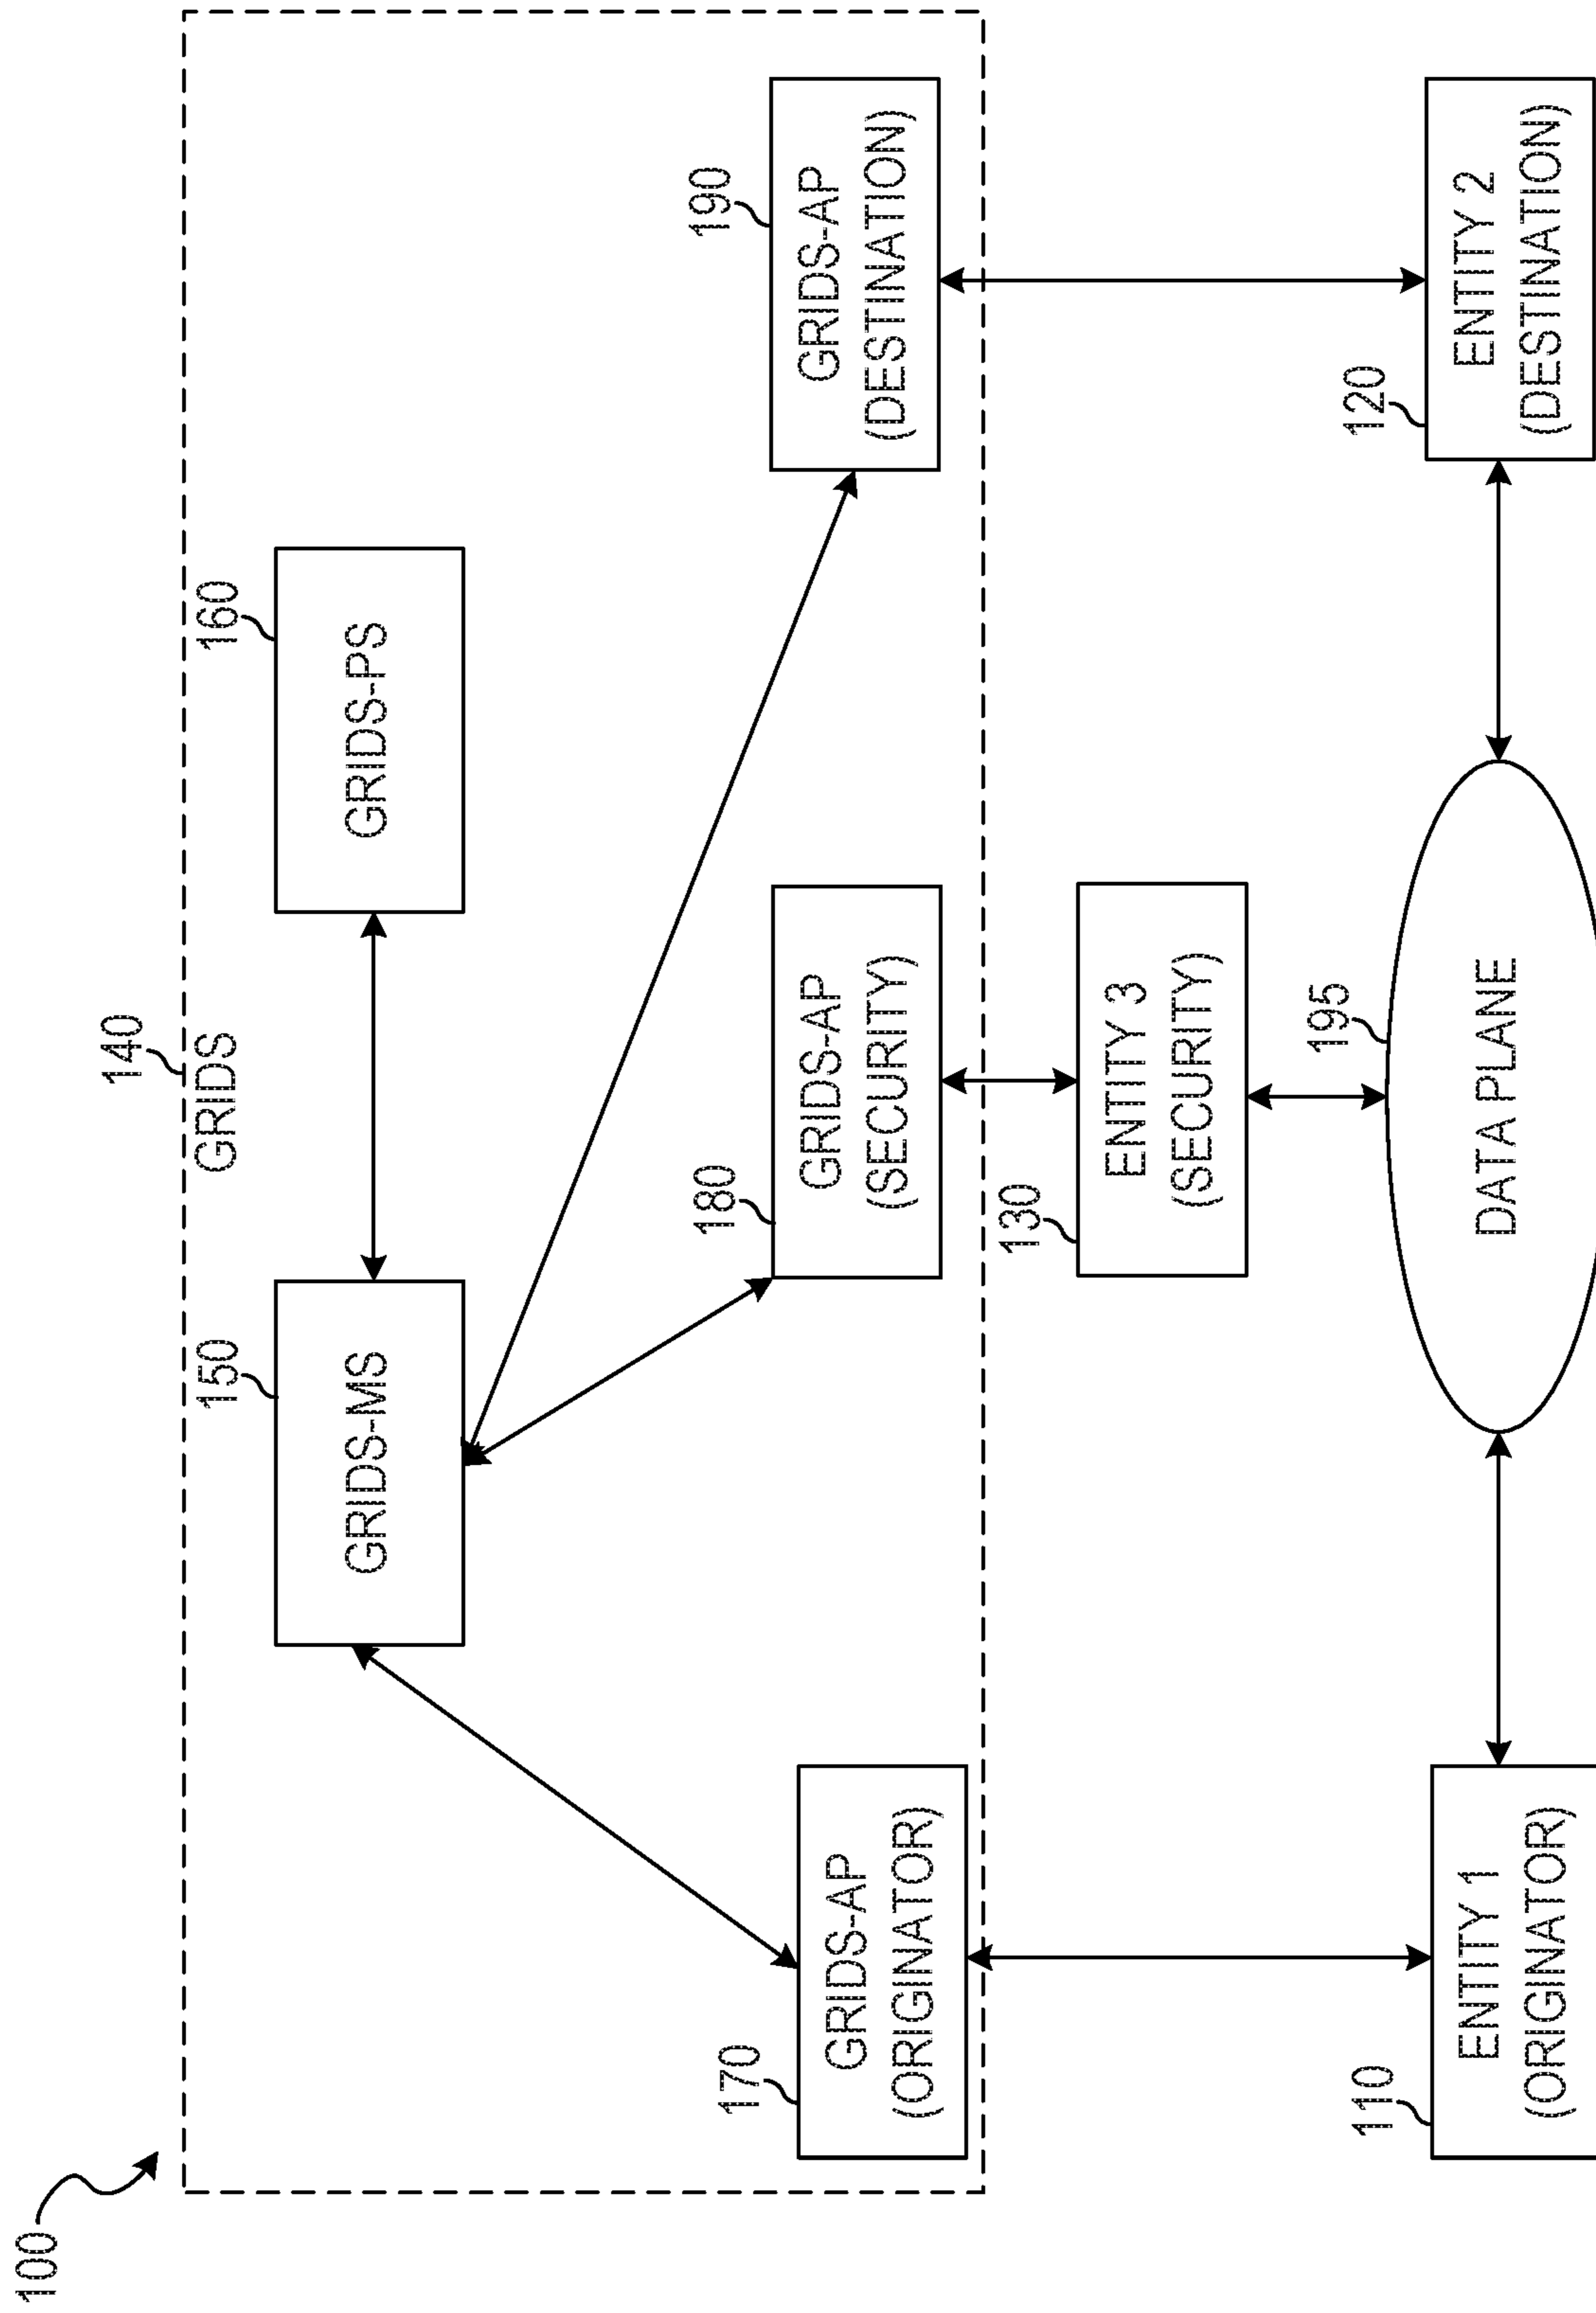 100
140
GRIDS
150
GRIDS-MS
160
GRIDS-PS
170
GRIDS-AP
(ORIGINATOR)
180
GRIDS-AP
(SECURITY)
190
GRIDS-AP
(DESTINATION)
130
ENTITY 3
(SECURITY)
110
ENTITY 1
(ORIGINATOR)
195
DATA PLANE
120
ENTITY 2
(DESTINATION)